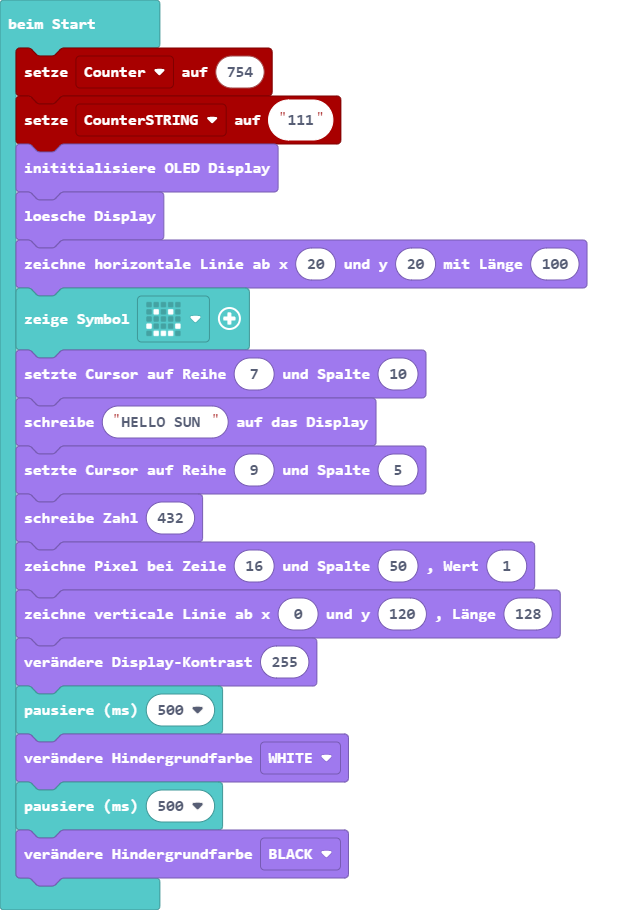 beim Start
setze Counter auf 754
setze CounterSTRING auf "111"
inititialisiere OLED Display
loesche Display
zeichne horizontale Linie ab x 20 und y 20 mit Länge 100
zeige Symbol
setzte Cursor auf Reihe 7 und Spalte 10
schreibe "HELLO SUN " auf das Display
setzte Cursor auf Reihe 9 und Spalte 5
schreibe Zahl 432
zeichne Pixel bei Zeile 16 und Spalte 50 , Wert 1
zeichne verticale Linie ab x 0 und y 120 , Länge 128
verändere Display-Kontrast 255
pausiere (ms) 500
verändere Hindergrundfarbe WHITE
pausiere (ms) 500
verändere Hindergrundfarbe BLACK